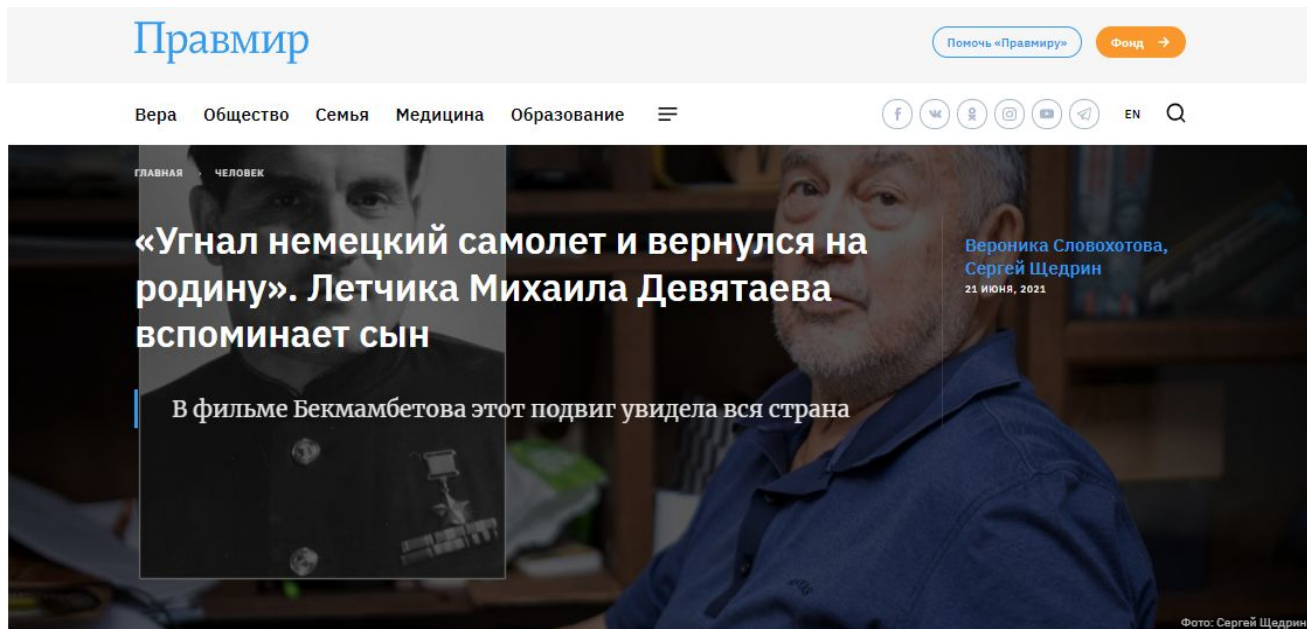 Правмир
Помочь «Правмиру»
Фонд →
Вера Общество Семья Медицина Образование
EN
ГЛАВНАЯ › ЧЕЛОВЕК
«Угнал немецкий самолет и вернулся на
родину». Летчика Михаила Девятаева
вспоминает сын
Вероника Словохотова,
Сергей Щедрин
21 ИЮНЯ, 2021
В фильме Бекмамбетова этот подвиг увидела вся страна
Фото: Сергей Щедрин